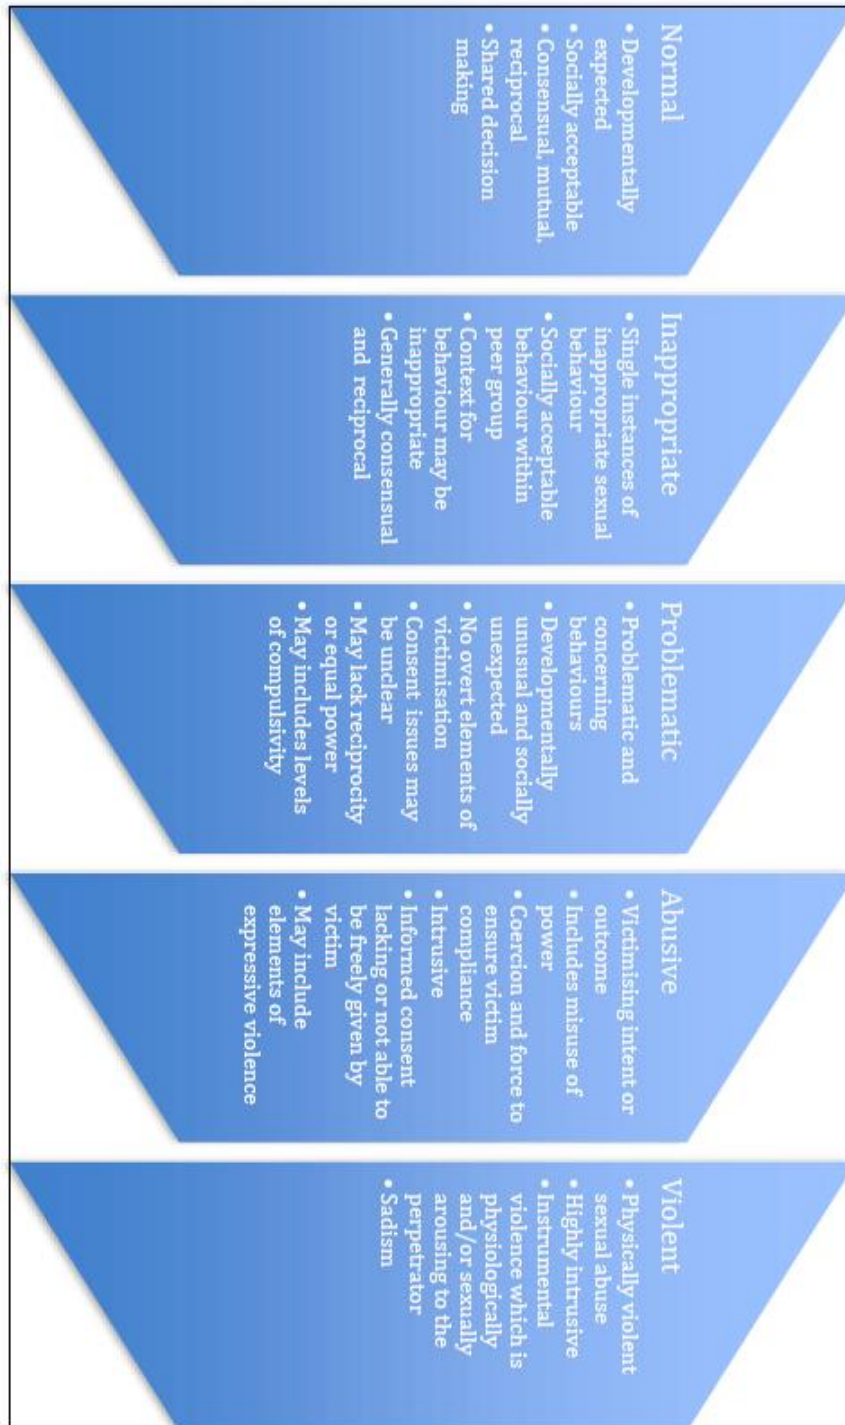 Normal
• Developmentally
expected
• Socially acceptable
• Consensual, mutual,
reciprocal
• Shared decision
making
Inappropriate
• Single instances of
inappropriate sexual
behaviour
• Socially acceptable
behaviour within
peer group
• Context for
behaviour may be
inappropriate
• Generally consensual
and reciprocal
Problematic
• Problematic and
concerning
behaviours
• Developmentally
unusual and socially
unexpected
• No overt elements of
victimisation
• Consent issues may
be unclear
• May lack reciprocity
or equal power
• May includes levels
of compulsivity
Abusive
• Victimising intent or
outcome
• Includes misuse of
power
• Coercion and force to
ensure victim
compliance
• Intrusive
• Informed consent
lacking or not able to
be freely given by
victim
• May include
elements of
expressive violence
Violent
• Physically violent
sexual abuse
• Highly intrusive
• Instrumental
violence which is
physiologically
and/or sexually
arousing to the
perpetrator
• Sadism